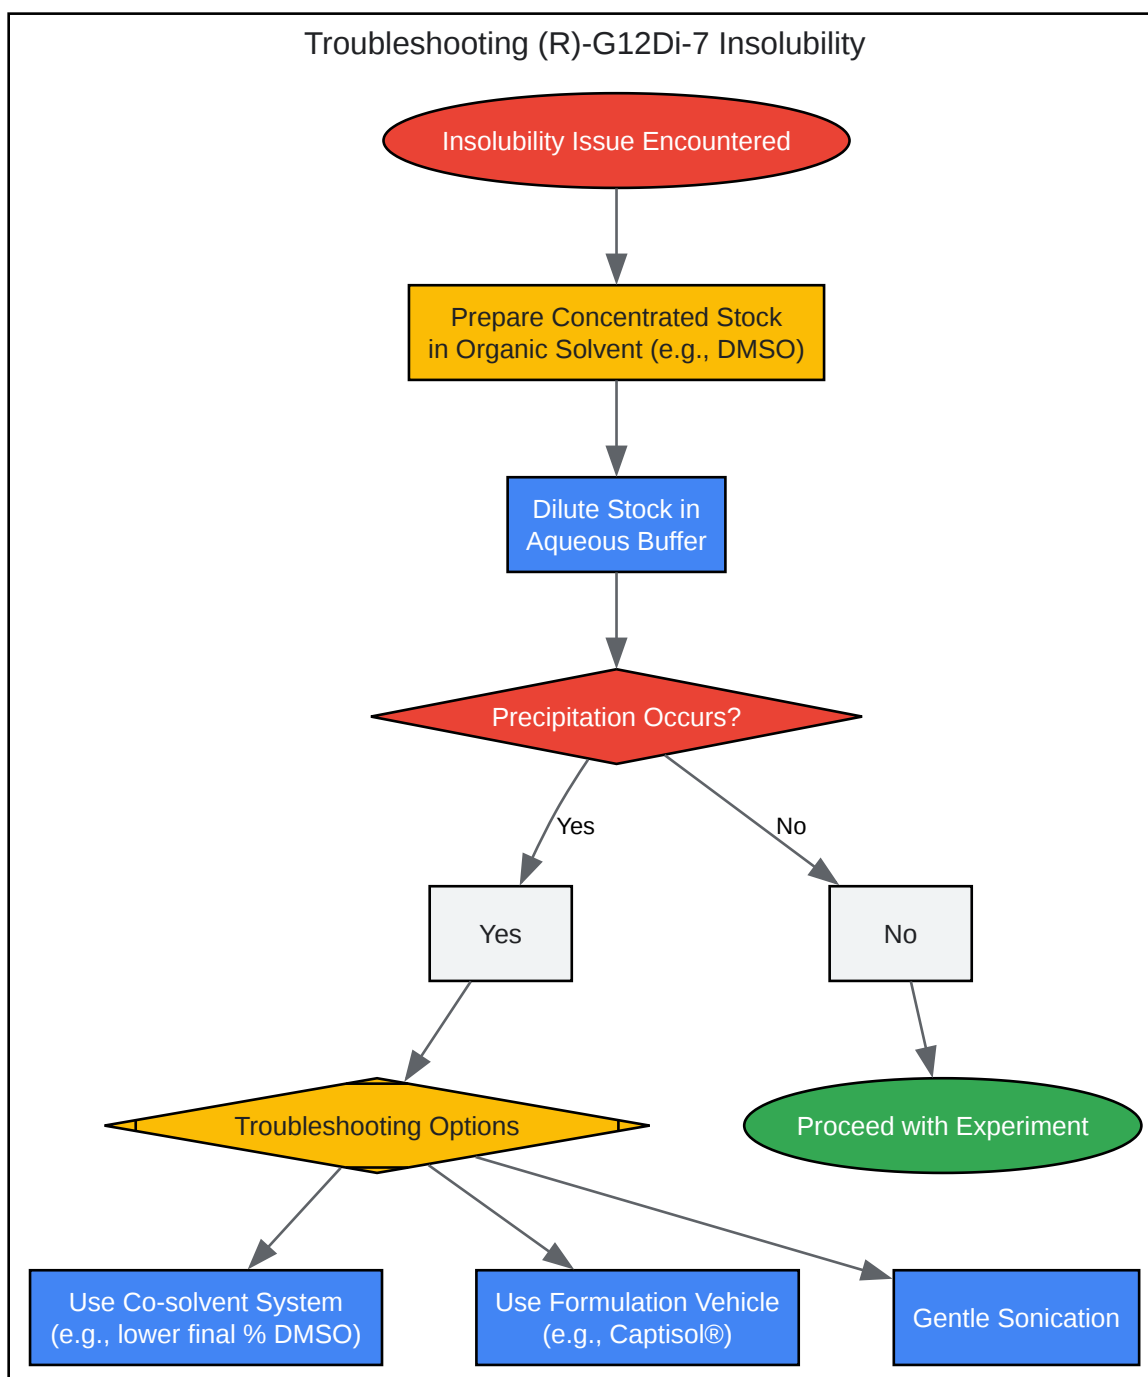 Troubleshooting (R)-G12Di-7 Insolubility
Insolubility Issue Encountered
Prepare Concentrated Stock
in Organic Solvent (e.g., DMSO)
Dilute Stock in
Aqueous Buffer
Precipitation Occurs?
Yes
No
Yes
No
Troubleshooting Options
Proceed with Experiment
Use Co-solvent System
(e.g., lower final % DMSO)
Use Formulation Vehicle
(e.g., Captisol®)
Gentle Sonication